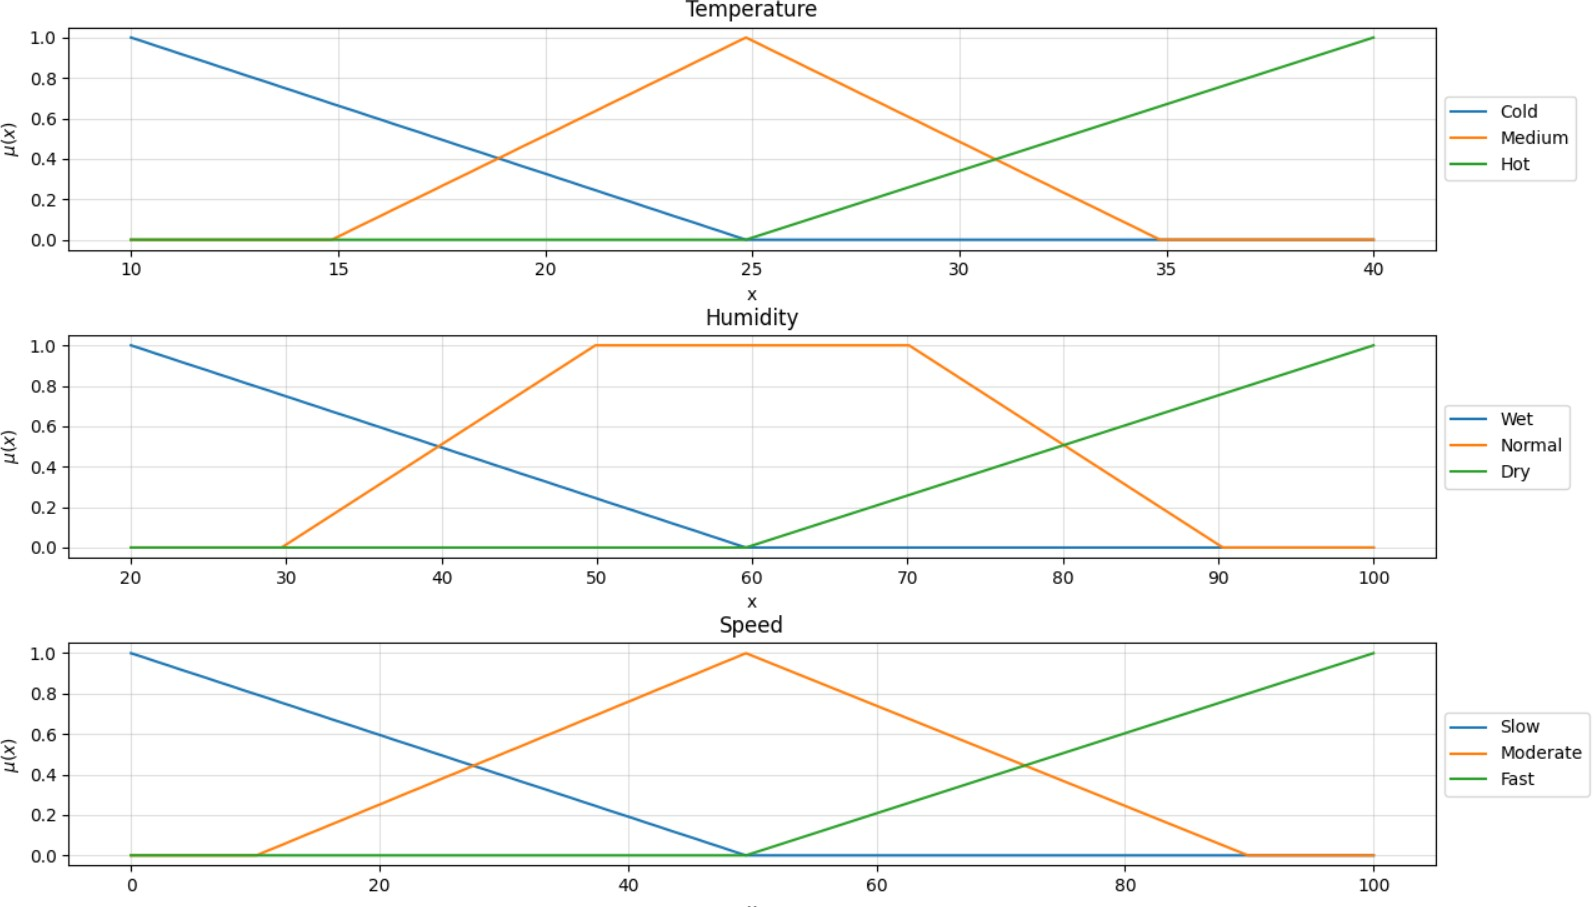 Temperature
1.0
0.8
0.6
0.4
0.2
0.0
μ(x)
10 15 20 25 30 35 40
x
Cold
Medium
Hot
Humidity
1.0
0.8
0.6
0.4
0.2
0.0
μ(x)
20 30 40 50 60 70 80 90 100
x
Wet
Normal
Dry
Speed
1.0
0.8
0.6
0.4
0.2
0.0
μ(x)
0 20 40 60 80 100
Slow
Moderate
Fast